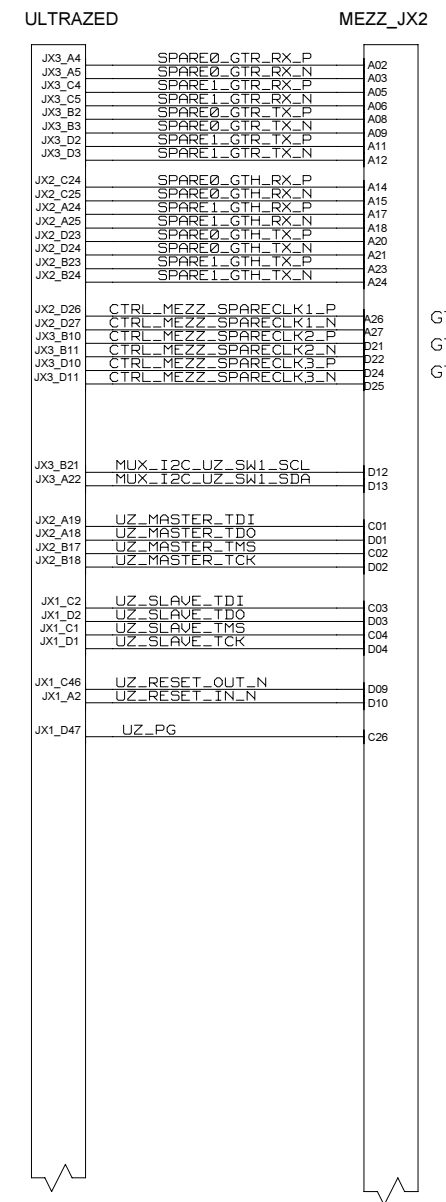 ULTRAZED MEZZ_JX2
JX3_A4 SPARE0_GTR_RX_P A02
JX3_A5 SPARE0_GTR_RX_N A03
JX3_C4 SPARE1_GTR_RX_P A05
JX3_C5 SPARE1_GTR_RX_N A06
JX3_B2 SPARE0_GTR_TX_P A08
JX3_B3 SPARE0_GTR_TX_N A09
JX3_D2 SPARE1_GTR_TX_P A11
JX3_D3 SPARE1_GTR_TX_N A12
JX2_C24 SPARE0_GTH_RX_P A14
JX2_C25 SPARE0_GTH_RX_N A15
JX2_A24 SPARE1_GTH_RX_P A17
JX2_A25 SPARE1_GTH_RX_N A18
JX2_D23 SPARE0_GTH_TX_P A20
JX2_D24 SPARE0_GTH_TX_N A21
JX2_B23 SPARE1_GTH_TX_P A23
JX2_B24 SPARE1_GTH_TX_N A24
JX2_D26 CTRL_MEZZ_SPARECLK1_P A26
JX2_D27 CTRL_MEZZ_SPARECLK1_N A27
JX3_B10 CTRL_MEZZ_SPARECLK2_P D21
JX3_B11 CTRL_MEZZ_SPARECLK2_N D22
JX3_D10 CTRL_MEZZ_SPARECLK3_P D24
JX3_D11 CTRL_MEZZ_SPARECLK3_N D25
JX3_B21 MUX_I2C_UZ_SW1_SCL D12
JX3_A22 MUX_I2C_UZ_SW1_SDA D13
JX2_A19 UZ_MASTER_TDI C01
JX2_A18 UZ_MASTER_TDO D01
JX2_B17 UZ_MASTER_TMS C02
JX2_B18 UZ_MASTER_TCK D02
JX1_C2 UZ_SLAVE_TDI C03
JX1_D2 UZ_SLAVE_TDO D03
JX1_C1 UZ_SLAVE_TMS C04
JX1_D1 UZ_SLAVE_TCK D04
JX1_C46 UZ_RESET_OUT_N D09
JX1_A2 UZ_RESET_IN_N D10
JX1_D47 UZ_PG C26